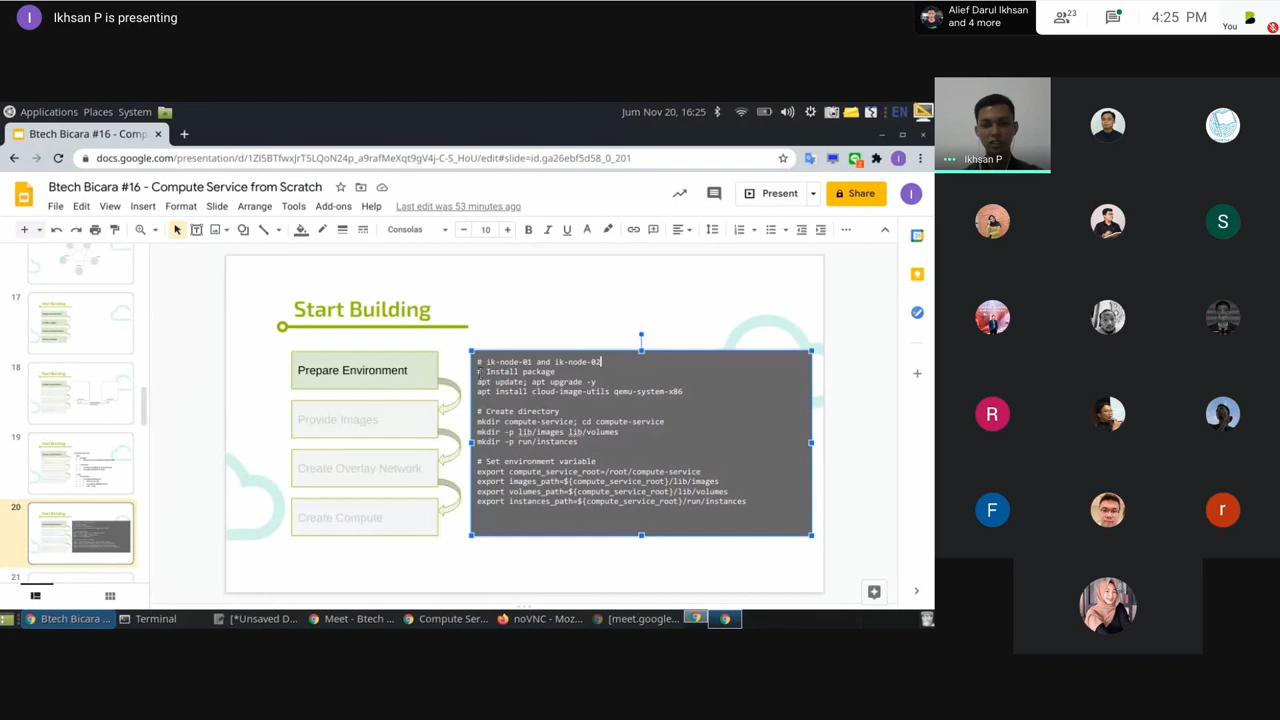 I
Ikhsan P is presenting
Alief Darul Ikhsan
and 4 more
23
4:25 PM
You
Applications Places System
Jum Nov 20, 16:25
EN
Btech Bicara #16 - Comp
docs.google.com/presentation/d/1Zl5BTfwxJrT5LQoN24p_a9rafMeXqt9gV4j-C-S_HoU/edit#slide=id.ga26ebf5d58_0_201
Btech Bicara #16 - Compute Service from Scratch
Present
Share
File Edit View Insert Format Slide Arrange Tools Add-ons Help Last edit was 53 minutes ago
Consolas
10
B I U A
17
18
19
20
21
Start Building
Prepare Environment
Provide Images
Create Overlay Network
Create Compute
# ik-node-01 and ik-node-02
# Install package
apt update; apt upgrade -y
apt install cloud-image-utils qemu-system-x86
# Create directory
mkdir compute-service; cd compute-service
mkdir -p lib/images lib/volumes
mkdir -p run/instances
# Set environment variable
export compute_service_root=/root/compute-service
export images_path=${compute_service_root}/lib/images
export volumes_path=${compute_service_root}/lib/volumes
export instances_path=${compute_service_root}/run/instances
Ikhsan P
S
R
F
r
Btech Bicara #16 - ...
Terminal
[*Unsaved D...
Meet - Btech ...
Compute Ser...
noVNC - Moz...
[meet.google...